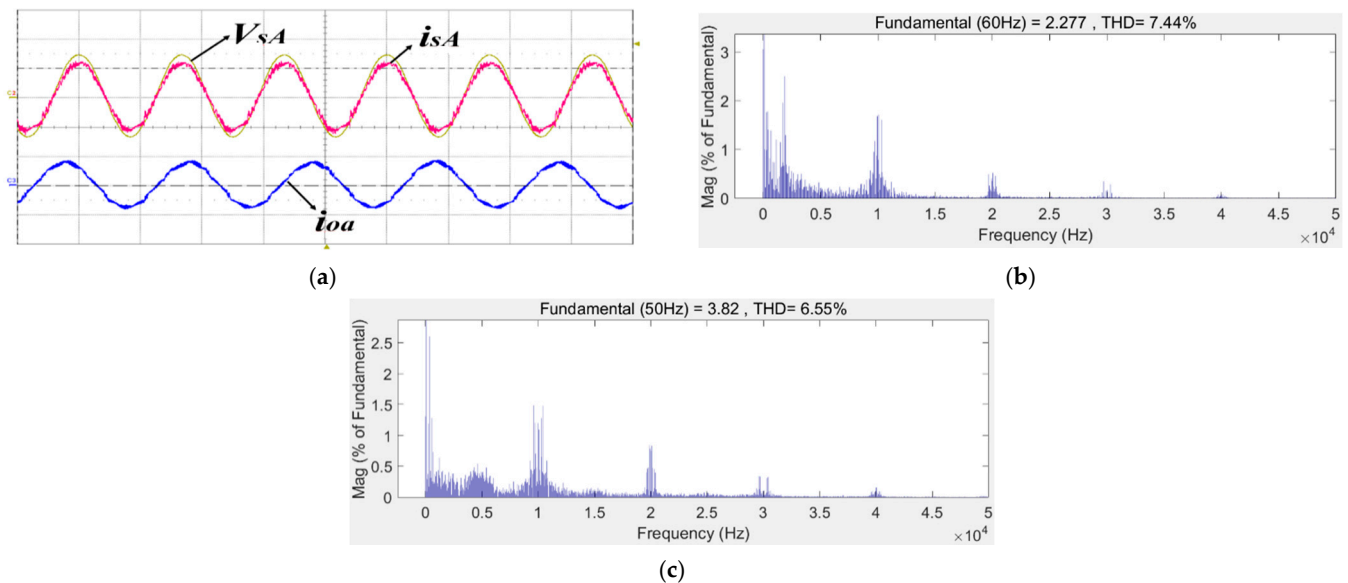 VsA
isA
ioa
(a)
Fundamental (60Hz) = 2.277 , THD= 7.44%
Mag (% of Fundamental)
3
2
1
0
0 0.5 1 1.5 2 2.5 3 3.5 4 4.5 5
Frequency (Hz)
×10⁴
(b)
Fundamental (50Hz) = 3.82 , THD= 6.55%
Mag (% of Fundamental)
2.5
2
1.5
1
0.5
0
0 0.5 1 1.5 2 2.5 3 3.5 4 4.5 5
Frequency (Hz)
×10⁴
(c)